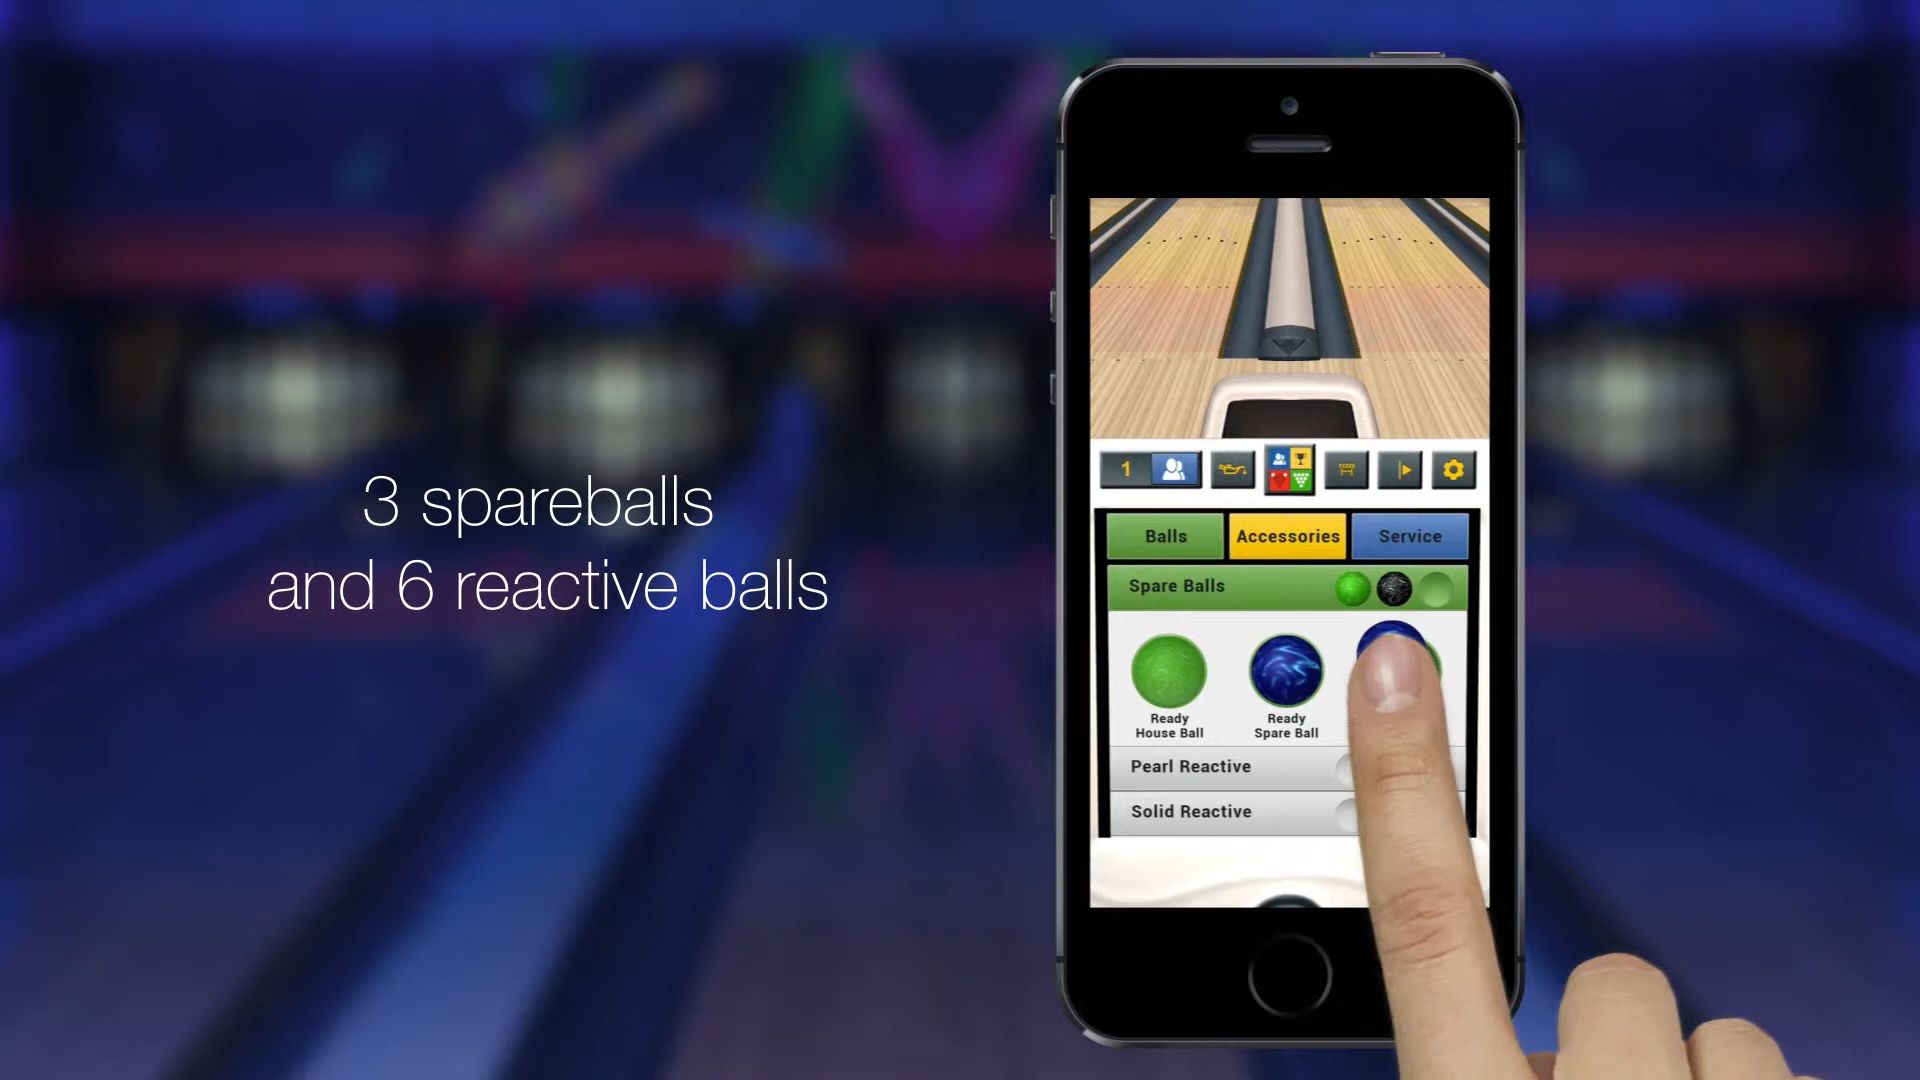 3 spareballs
and 6 reactive balls
1
Balls
Accessories
Service
Spare Balls
Ready
House Ball
Ready
Spare Ball
Pearl Reactive
Solid Reactive